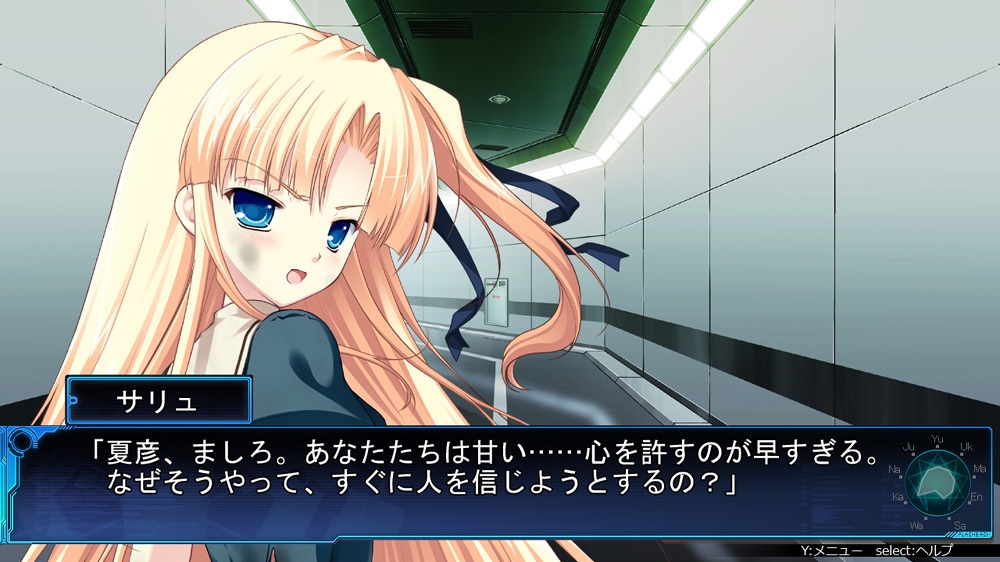 サリュ
「夏彦、ましろ。あなたたちは甘い……心を許すのが早すぎる。
なぜそうやって、すぐに人を信じようとするの？」
Yu
Ju
Uk
Na
Ma
Ka
En
Wa
Sa
Y:メニュー select:ヘルプ